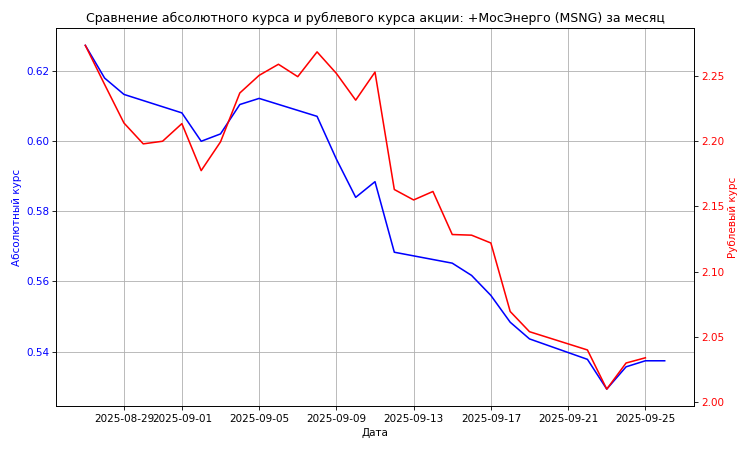 Сравнение абсолютного курса и рублевого курса акции: +МосЭнерго (MSNG) за месяц
Абсолютный курс
0.62
0.60
0.58
0.56
0.54
2.25
2.20
2.15
2.10
2.05
2.00
Рублевый курс
2025-08-29 2025-09-01 2025-09-05 2025-09-09 2025-09-13 2025-09-17 2025-09-21 2025-09-25
Дата